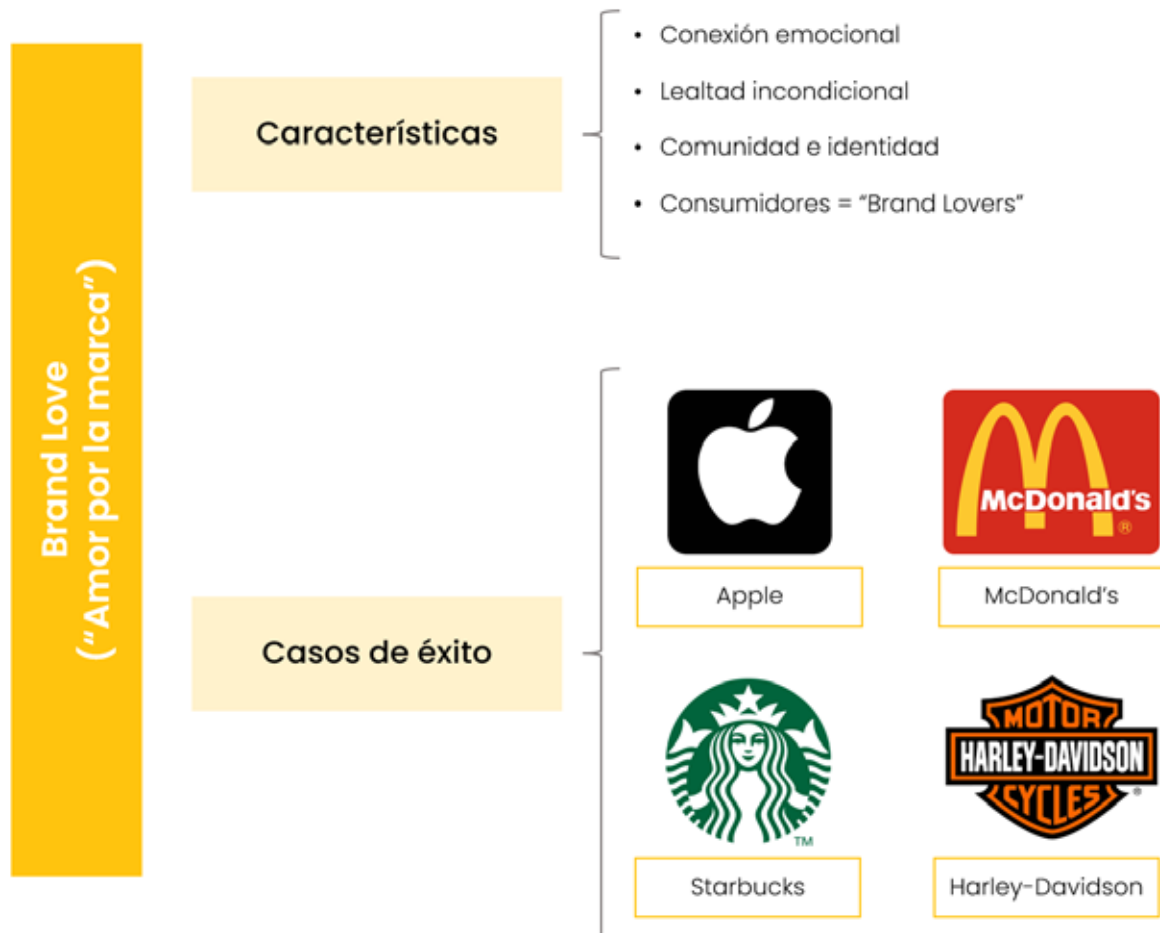 Brand Love
("Amor por la marca")
Característícas
• Conexión emocional
• Lealtad incondicional
• Comunidad e identidad
• Consumidores = “Brand Lovers”
Casos de éxito
McDonald's
®
Apple
McDonald’s
TM
MOTOR
HARLEY-DAVIDSON
CYCLES
®
Starbucks
Harley-Davidson